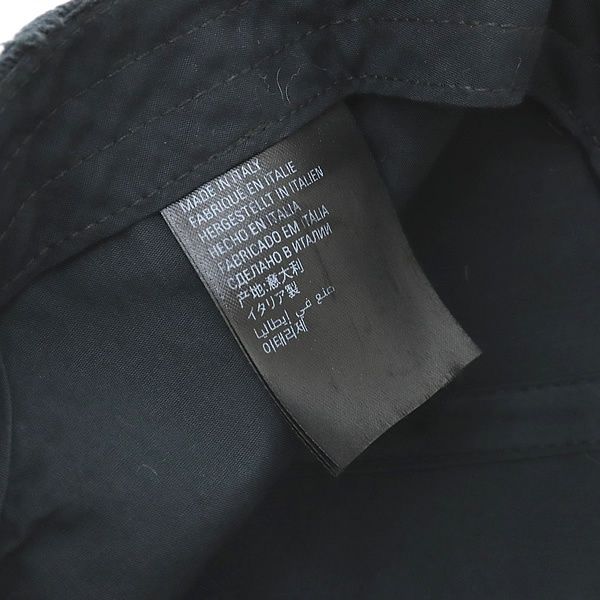 MADE IN ITALY
FABRIQUÉ EN ITALIE
HERGESTELLT IN ITALIEN
HECHO EN ITALIA
FABRICADO EM ITÁLIA
СДЕЛАНО В ИТАЛИИ
产地:意大利
イタリア製
صنع في إيطاليا
이태리제